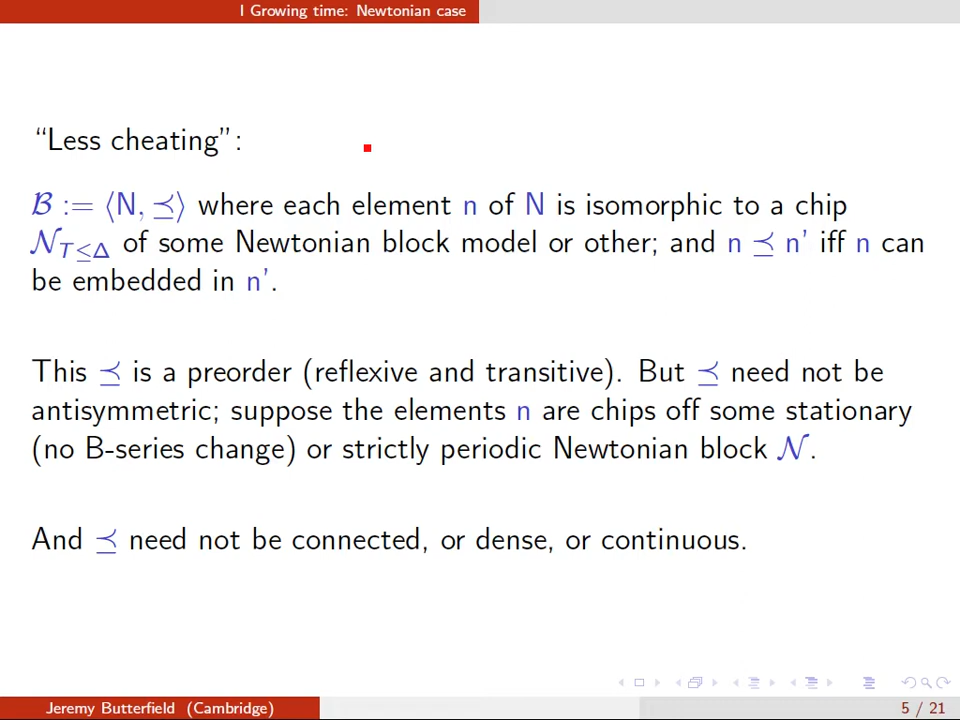 I Growing time: Newtonian case
“Less cheating”:
ℬ := ⟨N, ⪯⟩ where each element n of N is isomorphic to a chip
𝒩_{T≤Δ} of some Newtonian block model or other; and n ⪯ n’ iff n can
be embedded in n’.
This ⪯ is a preorder (reflexive and transitive). But ⪯ need not be
antisymmetric; suppose the elements n are chips off some stationary
(no B-series change) or strictly periodic Newtonian block 𝒩.
And ⪯ need not be connected, or dense, or continuous.
Jeremy Butterfield (Cambridge)
5 / 21